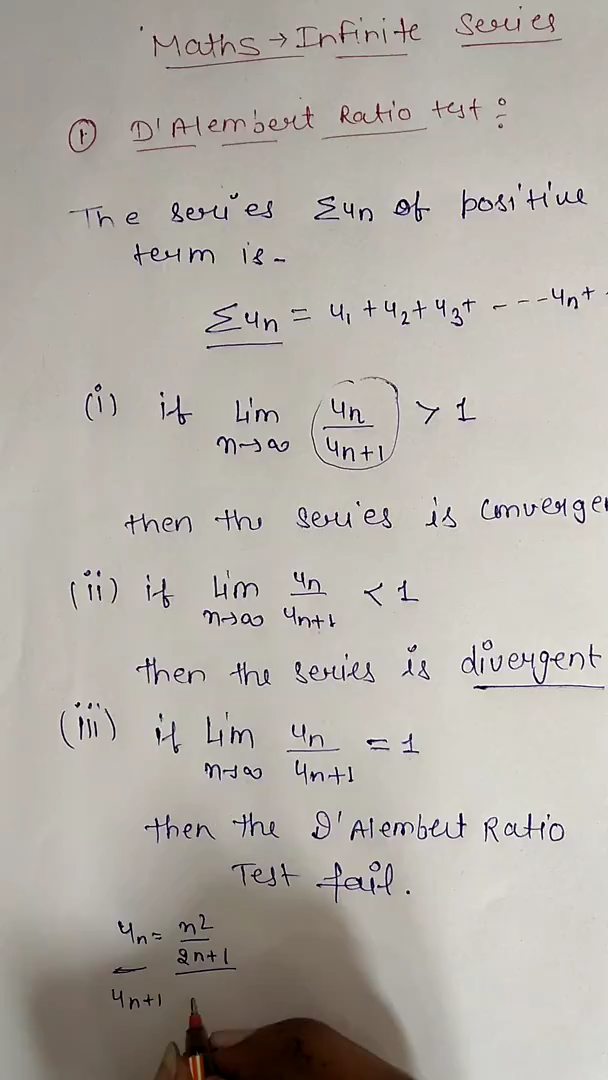 Maths → Infinite Series
① D'Alembert Ratio test :
The series Σun of positive
term is -
Σun = u1 + u2 + u3 + - - - un +
(i) if Lim n→∞ un/un+1 > 1
then the series is
(ii) if Lim n→∞ un/un+1 < 1
then the series is divergent
(iii) if Lim n→∞ un/un+1 = 1
then the D'Alembert Ratio
Test fail.
un = n2/2n+1
un+1